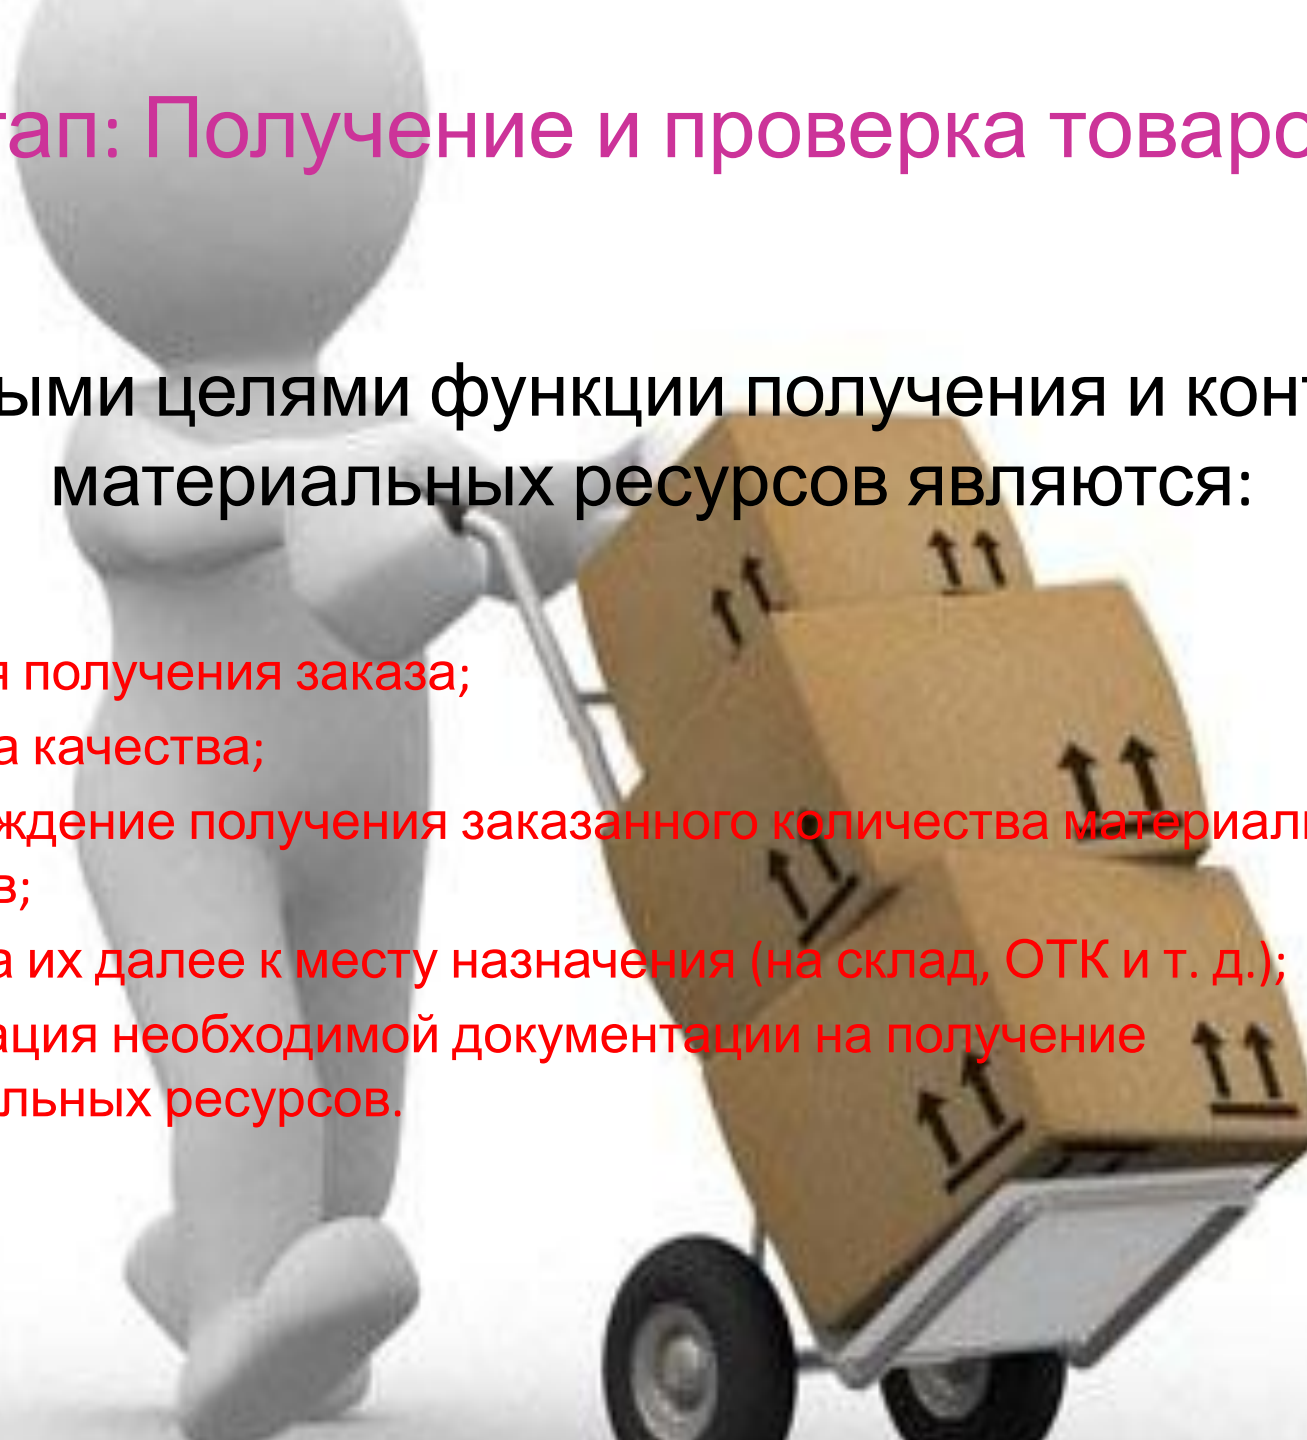 тап: Получение и проверка товаро
ыми целями функции получения и конт
материальных ресурсов являются:
я получения заказа;
а качества;
ждение получения заказанного количества материаль
в;
а их далее к месту назначения (на склад, ОТК и т. д.);
ация необходимой документации на получение
льных ресурсов.